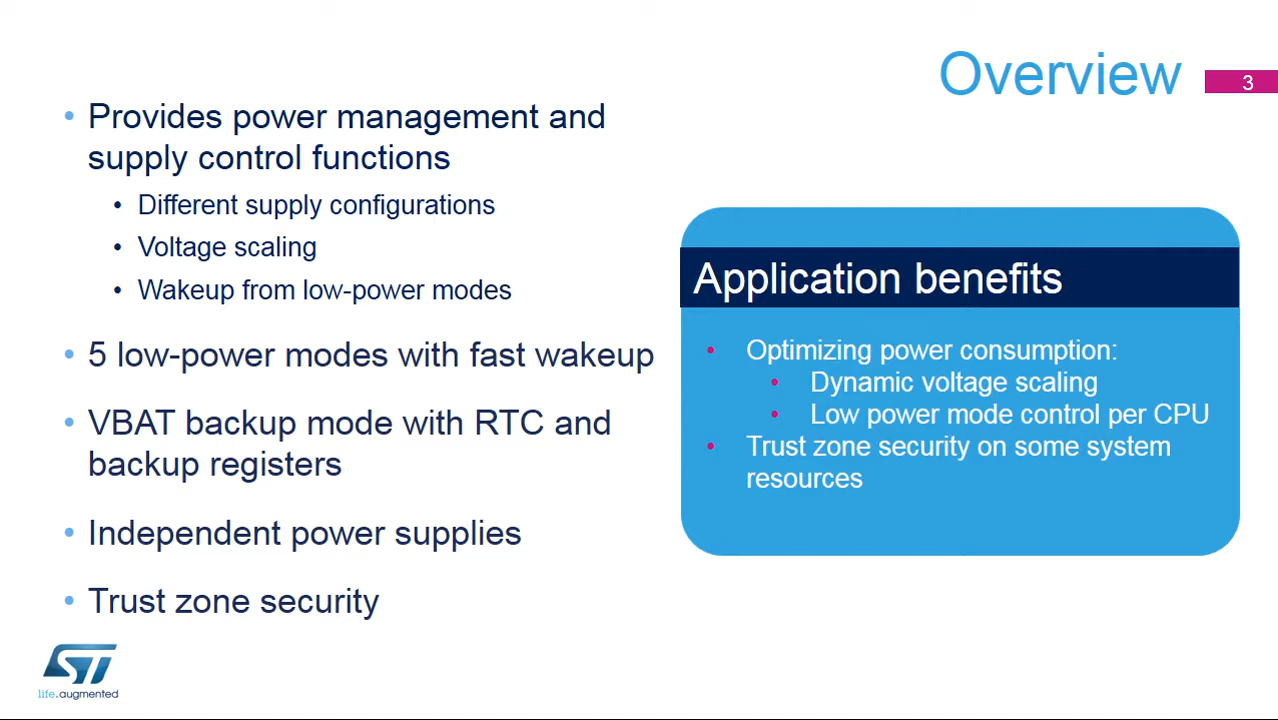 Overview
3
• Provides power management and
supply control functions
• Different supply configurations
• Voltage scaling
• Wakeup from low-power modes
• 5 low-power modes with fast wakeup
• VBAT backup mode with RTC and
backup registers
• Independent power supplies
• Trust zone security
Application benefits
• Optimizing power consumption:
• Dynamic voltage scaling
• Low power mode control per CPU
• Trust zone security on some system
resources
ST
life.augmented